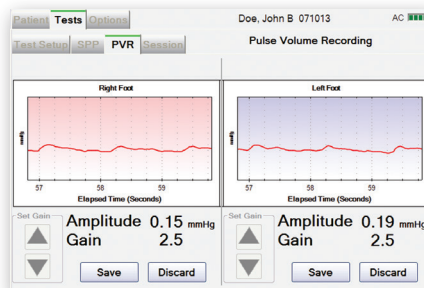 Patient Tests Options Doe, John B 071013 AC
Test Setup SPP PVR Session Pulse Volume Recording
Right Foot
mmHg
57 58 59
Elapsed Time (Seconds)
Set Gain
Amplitude 0.15 mmHg
Gain 2.5
Save Discard
Left Foot
mmHg
57 58 59
Elapsed Time (Seconds)
Set Gain
Amplitude 0.19 mmHg
Gain 2.5
Save Discard